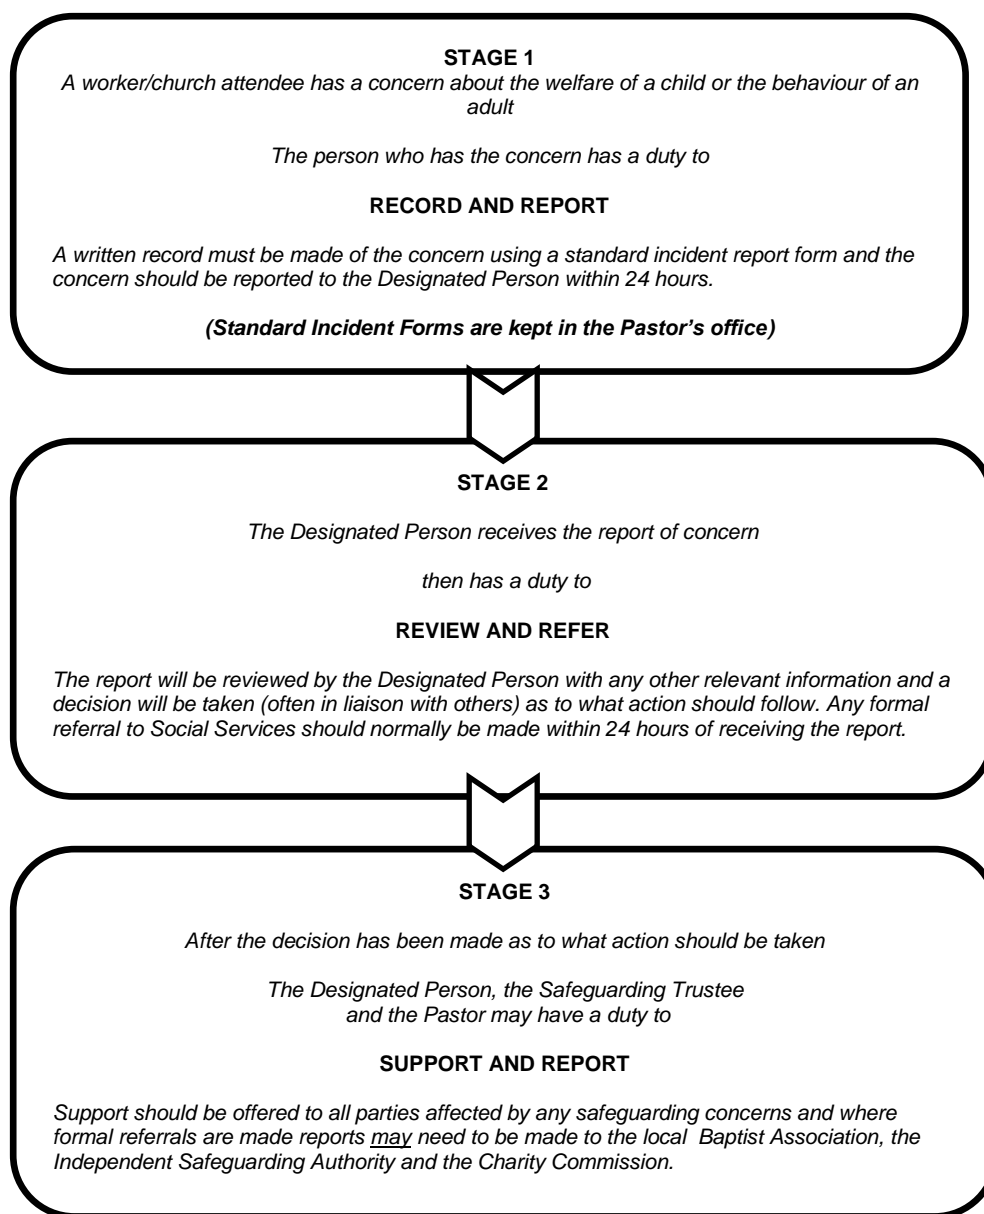 STAGE 1
A worker/church attendee has a concern about the welfare of a child or the behaviour of an
adult
The person who has the concern has a duty to
RECORD AND REPORT
A written record must be made of the concern using a standard incident report form and the
concern should be reported to the Designated Person within 24 hours.
(Standard Incident Forms are kept in the Pastor's office)
STAGE 2
The Designated Person receives the report of concern
then has a duty to
REVIEW AND REFER
The report will be reviewed by the Designated Person with any other relevant information and a
decision will be taken (often in liaison with others) as to what action should follow. Any formal
referral to Social Services should normally be made within 24 hours of receiving the report.
STAGE 3
After the decision has been made as to what action should be taken
The Designated Person, the Safeguarding Trustee
and the Pastor may have a duty to
SUPPORT AND REPORT
Support should be offered to all parties affected by any safeguarding concerns and where
formal referrals are made reports may need to be made to the local  Baptist Association, the
Independent Safeguarding Authority and the Charity Commission.